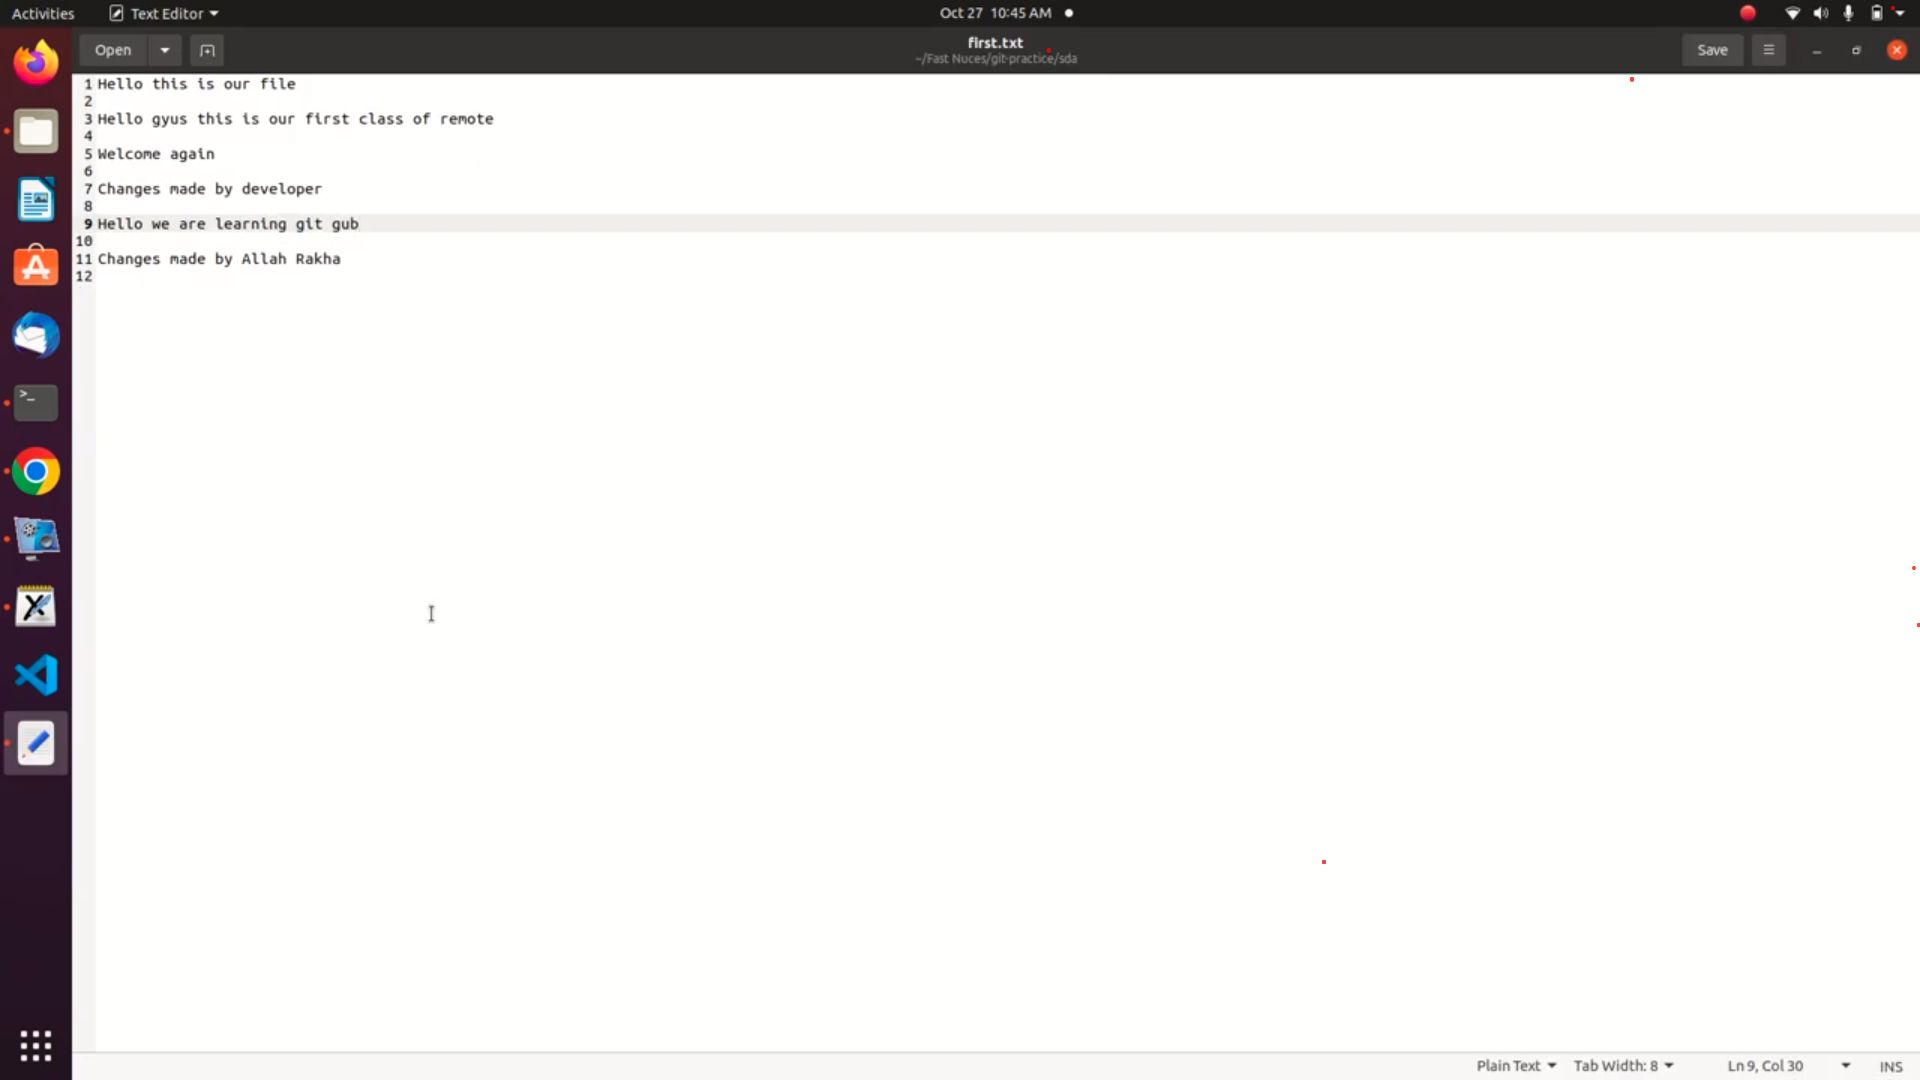 Activities Text Editor Oct 27 10:45 AM
Open first.txt Save
~/Fast Nuces/git-practice/sda
1 Hello this is our file
2
3 Hello gyus this is our first class of remote
4
5 Welcome again
6
7 Changes made by developer
8
9 Hello we are learning git gub
10
11 Changes made by Allah Rakha
12
Plain Text Tab Width: 8 Ln 9, Col 30 INS